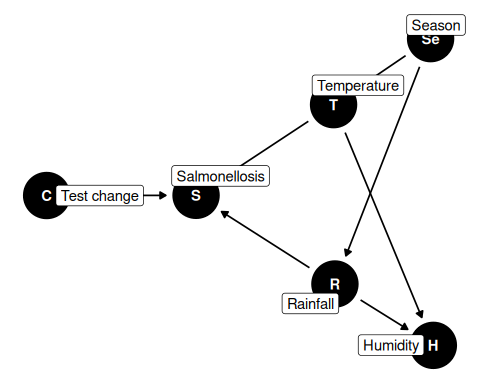 Season
Se
Temperature
T
Salmonellosis
C
Test change
S
R
Rainfall
Humidity
H